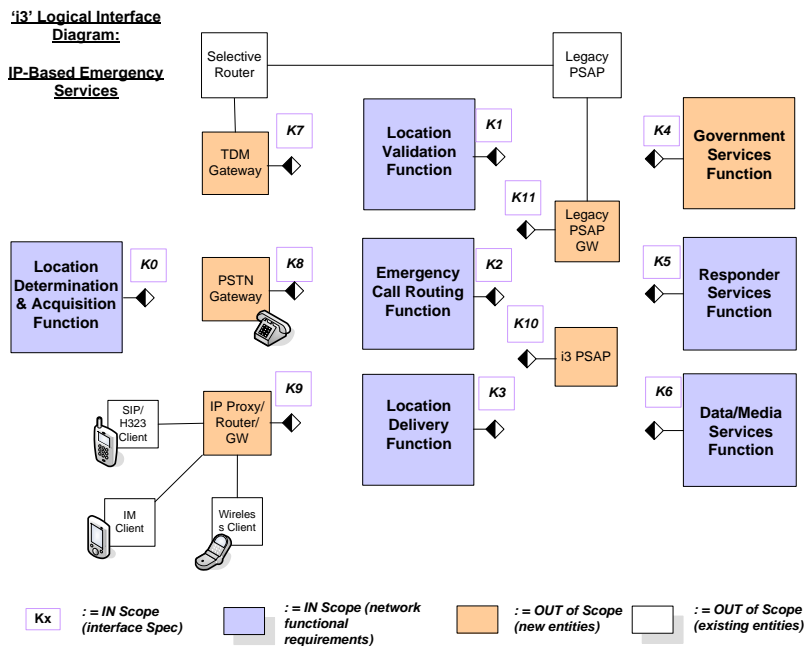 'i3' Logical Interface
Diagram:
IP-Based Emergency
Services
Selective
Router
Legacy
PSAP
K7
TDM
Gateway
Location
Validation
Function
K1
K4
Government
Services
Function
K11
Legacy
PSAP
GW
Location
Determination
& Acquisition
Function
K0
PSTN
Gateway
K8
Emergency
Call Routing
Function
K2
K5
Responder
Services
Function
K10
i3 PSAP
SIP/
H323
Client
IP Proxy/
Router/
GW
K9
Location
Delivery
Function
K3
K6
Data/Media
Services
Function
IM
Client
Wireles
s Client
Kx
: = IN Scope
(interface Spec)
: = IN Scope (network
functional
requirements)
: = OUT of Scope
(new entities)
: = OUT of Scope
(existing entities)